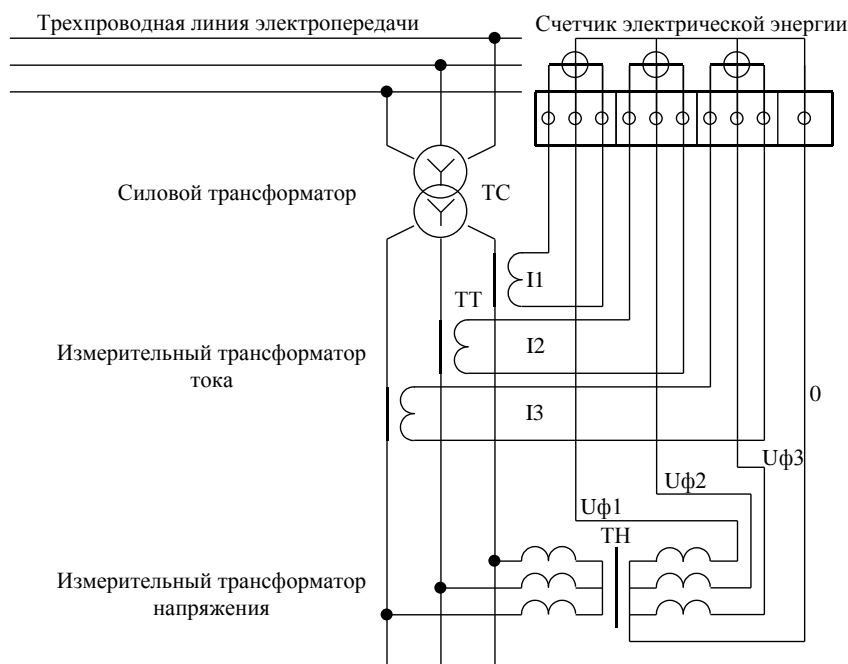 Трехпроводная линия электропередачи
Счетчик электрической энергии
Силовой трансформатор
ТС
I1
ТТ
I2
Измерительный трансформатор
тока
I3
0
Uф3
Uф2
Uф1
ТН
Измерительный трансформатор
напряжения